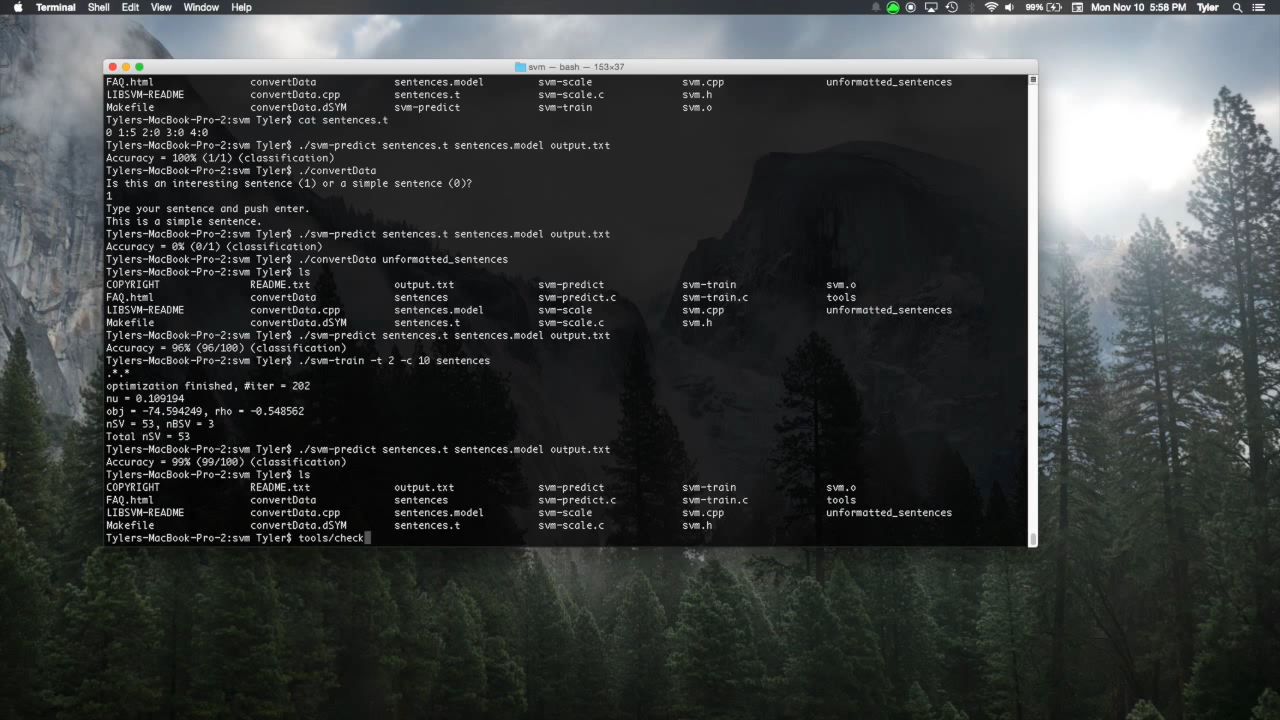 Terminal Shell Edit View Window Help 99% Mon Nov 10 5:58 PM Tyler
svm — bash — 153×37
FAQ.html convertData sentences.model svm-scale svm.cpp unformatted_sentences
LIBSVM-README convertData.cpp sentences.t svm-scale.c svm.h
Makefile convertData.dSYM svm-predict svm-train svm.o
Tylers-MacBook-Pro-2:svm Tyler$ cat sentences.t
0 1:5 2:0 3:0 4:0
Tylers-MacBook-Pro-2:svm Tyler$ ./svm-predict sentences.t sentences.model output.txt
Accuracy = 100% (1/1) (classification)
Tylers-MacBook-Pro-2:svm Tyler$ ./convertData
Is this an interesting sentence (1) or a simple sentence (0)?
1
Type your sentence and push enter.
This is a simple sentence.
Tylers-MacBook-Pro-2:svm Tyler$ ./svm-predict sentences.t sentences.model output.txt
Accuracy = 0% (0/1) (classification)
Tylers-MacBook-Pro-2:svm Tyler$ ./convertData unformatted_sentences
Tylers-MacBook-Pro-2:svm Tyler$ ls
COPYRIGHT README.txt output.txt svm-predict svm-train svm.o
FAQ.html convertData sentences svm-predict.c svm-train.c tools
LIBSVM-README convertData.cpp sentences.model svm-scale svm.cpp unformatted_sentences
Makefile convertData.dSYM sentences.t svm-scale.c svm.h
Tylers-MacBook-Pro-2:svm Tyler$ ./svm-predict sentences.t sentences.model output.txt
Accuracy = 96% (96/100) (classification)
Tylers-MacBook-Pro-2:svm Tyler$ ./svm-train -t 2 -c 10 sentences
.*.*
optimization finished, #iter = 202
nu = 0.109194
obj = -74.594249, rho = -0.548562
nSV = 53, nBSV = 3
Total nSV = 53
Tylers-MacBook-Pro-2:svm Tyler$ ./svm-predict sentences.t sentences.model output.txt
Accuracy = 99% (99/100) (classification)
Tylers-MacBook-Pro-2:svm Tyler$ ls
COPYRIGHT README.txt output.txt svm-predict svm-train svm.o
FAQ.html convertData sentences svm-predict.c svm-train.c tools
LIBSVM-README convertData.cpp sentences.model svm-scale svm.cpp unformatted_sentences
Makefile convertData.dSYM sentences.t svm-scale.c svm.h
Tylers-MacBook-Pro-2:svm Tyler$ tools/check